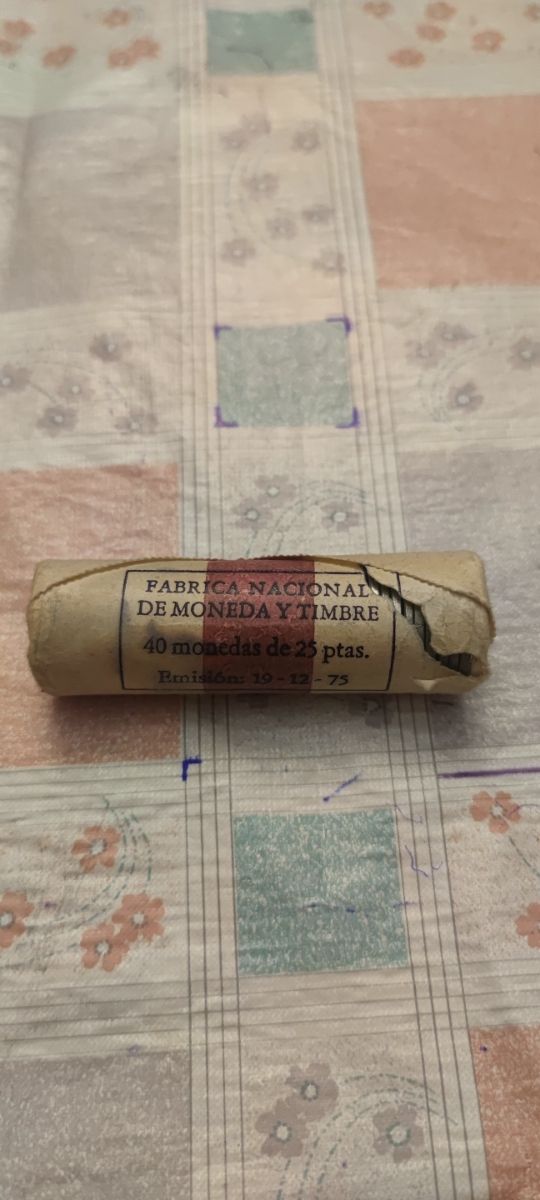 FABRICA NACIONAL
DE MONEDA Y TIMBRE
40 monedas de 25 ptas.
Emisión: 19-12-75